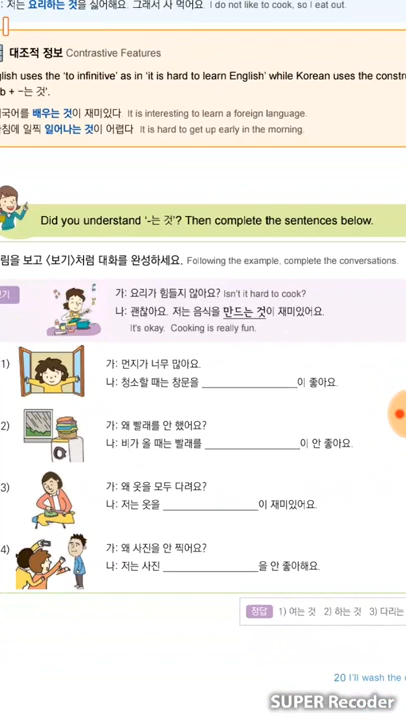 : 저는 요리하는 것을 싫어해요. 그래서 사 먹어요. I do not like to cook, so I eat out.
대조적 정보 Contrastive Features
glish uses the 'to infinitive' as in 'it is hard to learn English' while Korean uses the constr
b + -는 것'.
국어를 배우는 것이 재미있다 It is interesting to learn a foreign language.
침에 일찍 일어나는 것이 어렵다 It is hard to get up early in the morning.
Did you understand '-는 것'? Then complete the sentences below.
림을 보고 <보기>처럼 대화를 완성하세요. Following the example, complete the conversations.
보기
가: 요리가 힘들지 않아요? Isn't it hard to cook?
나: 괜찮아요. 저는 음식을 만드는 것이 재미있어요.
It's okay. Cooking is really fun.
1)
가: 먼지가 너무 많아요.
나: 청소할 때는 창문을 ____________이 좋아요.
2)
가: 왜 빨래를 안 했어요?
나: 비가 올 때는 빨래를 ____________이 안 좋아요.
3)
가: 왜 옷을 모두 다려요?
나: 저는 옷을 ____________이 재미있어요.
4)
가: 왜 사진을 안 찍어요?
나: 저는 사진 ____________을 안 좋아해요.
정답 1) 여는 것 2) 하는 것 3) 다리는
20 I'll wash the
SUPER Recoder